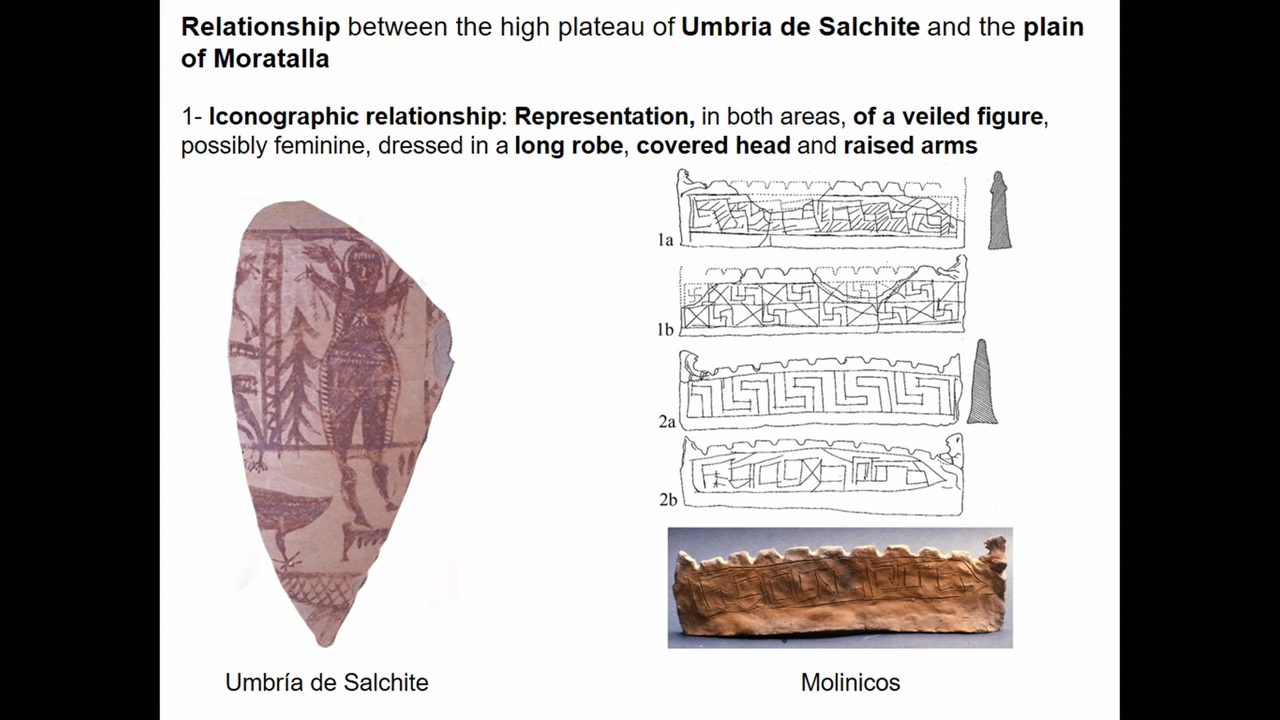 Relationship between the high plateau of Umbria de Salchite and the plain
of Moratalla
1- Iconographic relationship: Representation, in both areas, of a veiled figure,
possibly feminine, dressed in a long robe, covered head and raised arms
1a
1b
2a
2b
Umbría de Salchite
Molinicos